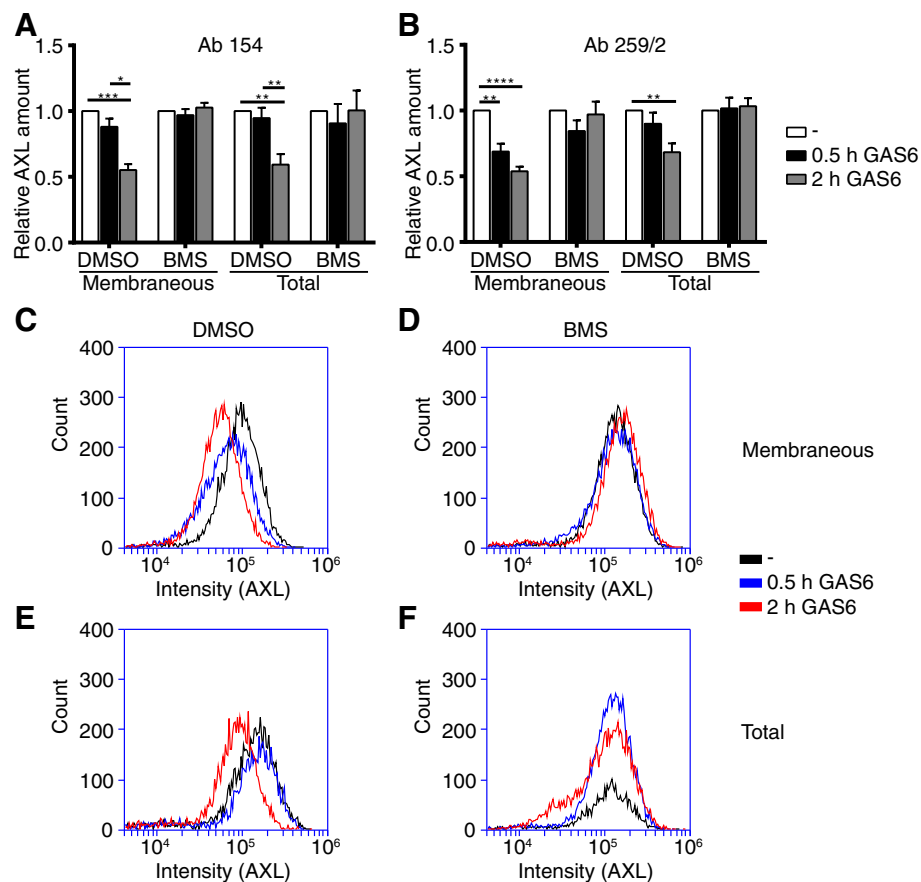 A
Ab 154
1.5
1.0
0.5
0.0
Relative AXL amount
*
***
**
**
DMSO BMS DMSO BMS
Membraneous Total
B
Ab 259/2
1.5
1.0
0.5
0.0
Relative AXL amount
****
**
**
DMSO BMS DMSO BMS
Membraneous Total
-
0.5 h GAS6
2 h GAS6
C
DMSO
400
300
200
100
0
Count
10⁴ 10⁵ 10⁶
Intensity (AXL)
D
BMS
400
300
200
100
0
Count
10⁴ 10⁵ 10⁶
Intensity (AXL)
Membraneous
-
0.5 h GAS6
2 h GAS6
E
400
300
200
100
0
Count
10⁴ 10⁵ 10⁶
Intensity (AXL)
F
400
300
200
100
0
Count
10⁴ 10⁵ 10⁶
Intensity (AXL)
Total